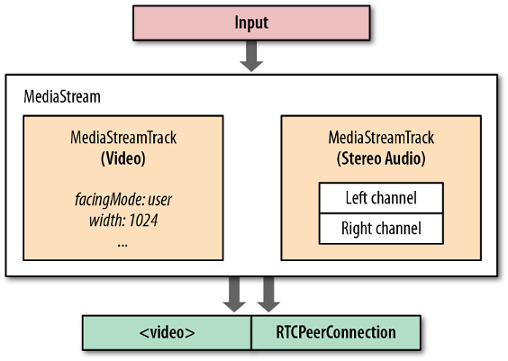 Input
MediaStream
MediaStreamTrack
(Video)
facingMode: user
width: 1024
...
MediaStreamTrack
(Stereo Audio)
Left channel
Right channel
<video>
RTCPeerConnection